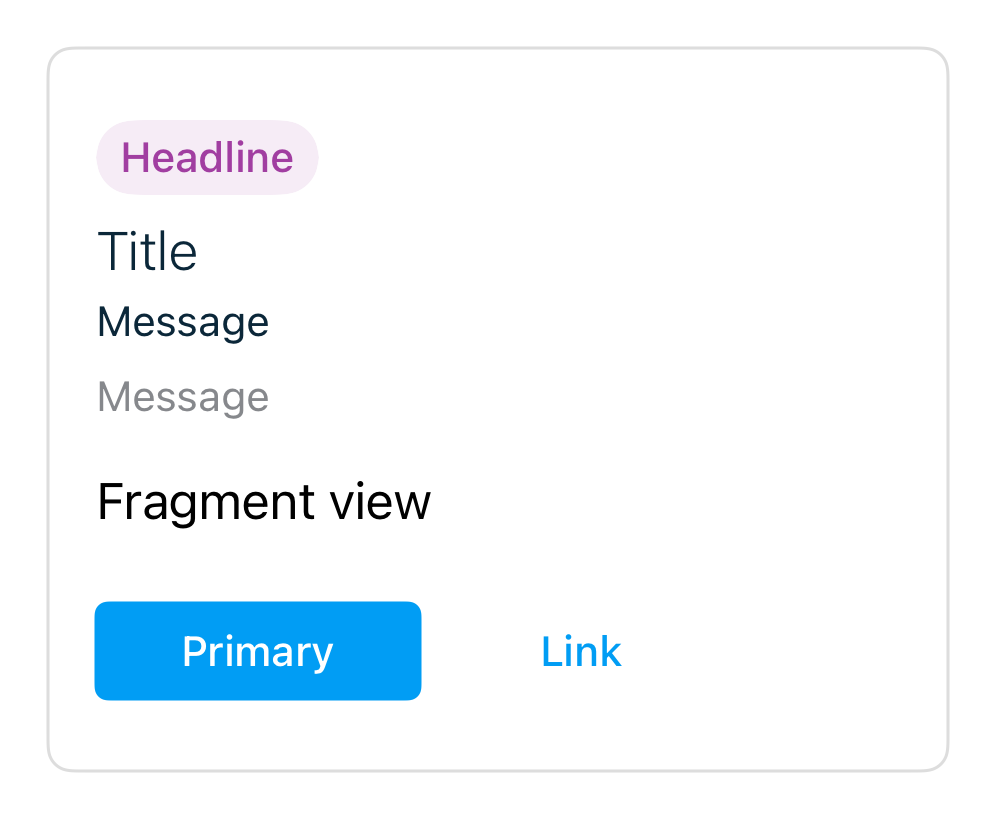 Headline
Title
Message
Message
Fragment view
Primary
Link